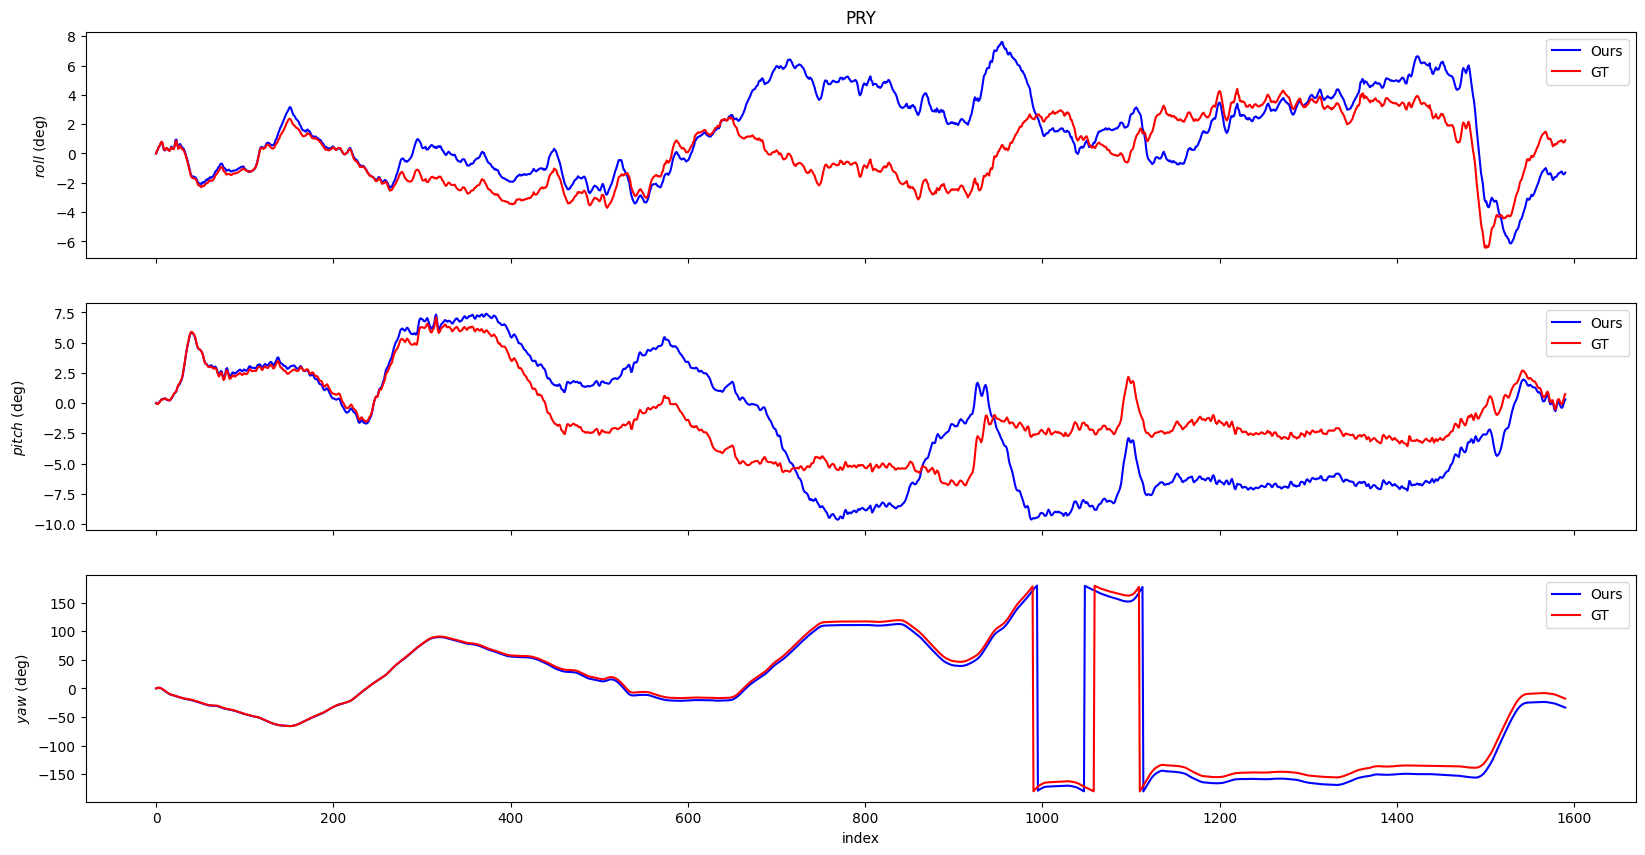 PRY
roll (deg)
8
6
4
2
0
−2
−4
−6
Ours
GT
pitch (deg)
7.5
5.0
2.5
0.0
−2.5
−5.0
−7.5
−10.0
Ours
GT
yaw (deg)
150
100
50
0
−50
−100
−150
Ours
GT
0 200 400 600 800 1000 1200 1400 1600
index